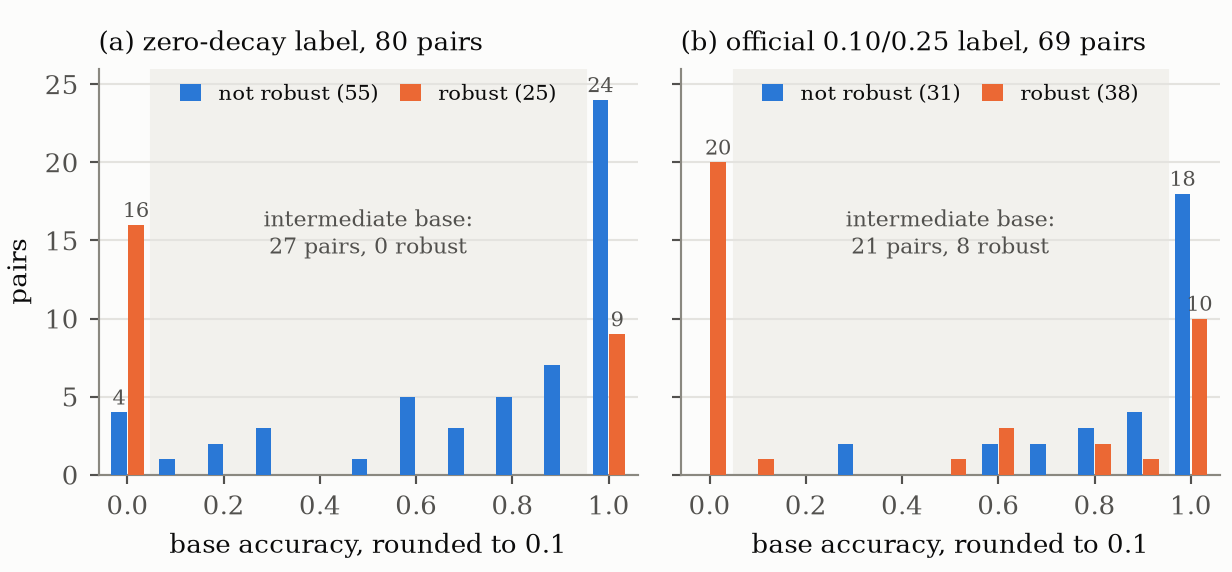 (a) zero-decay label, 80 pairs
not robust (55) robust (25)
25
20
15
10
5
0
pairs
4
16
24
9
intermediate base:
27 pairs, 0 robust
0.0 0.2 0.4 0.6 0.8 1.0
base accuracy, rounded to 0.1
(b) official 0.10/0.25 label, 69 pairs
not robust (31) robust (38)
20
18
10
intermediate base:
21 pairs, 8 robust
0.0 0.2 0.4 0.6 0.8 1.0
base accuracy, rounded to 0.1